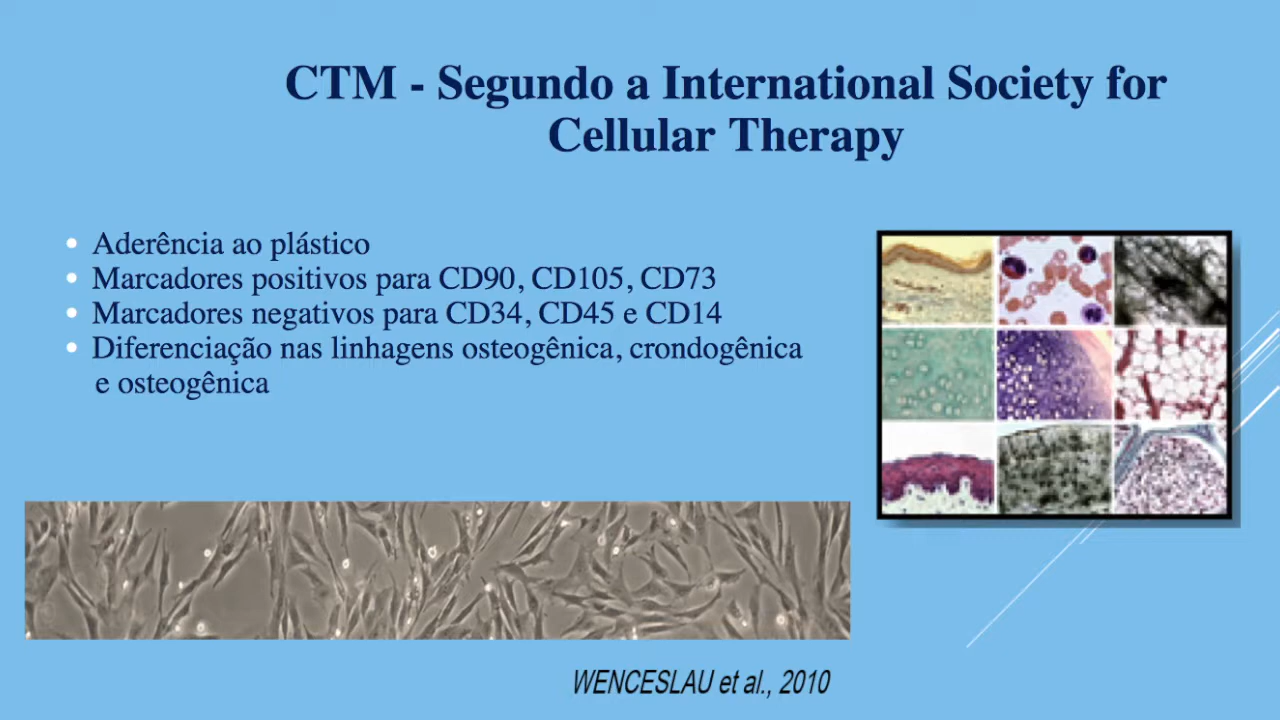 CTM - Segundo a International Society for
Cellular Therapy
• Aderência ao plástico
• Marcadores positivos para CD90, CD105, CD73
• Marcadores negativos para CD34, CD45 e CD14
• Diferenciação nas linhagens osteogênica, crondogênica
e osteogênica
WENCESLAU et al., 2010